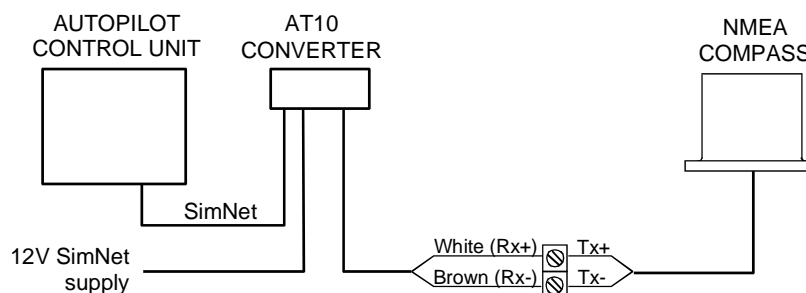 AUTOPILOT
CONTROL UNIT
AT10
CONVERTER
NMEA
COMPASS
SimNet
12V SimNet
supply
White (Rx+)
Tx+
Brown (Rx-)
Tx-